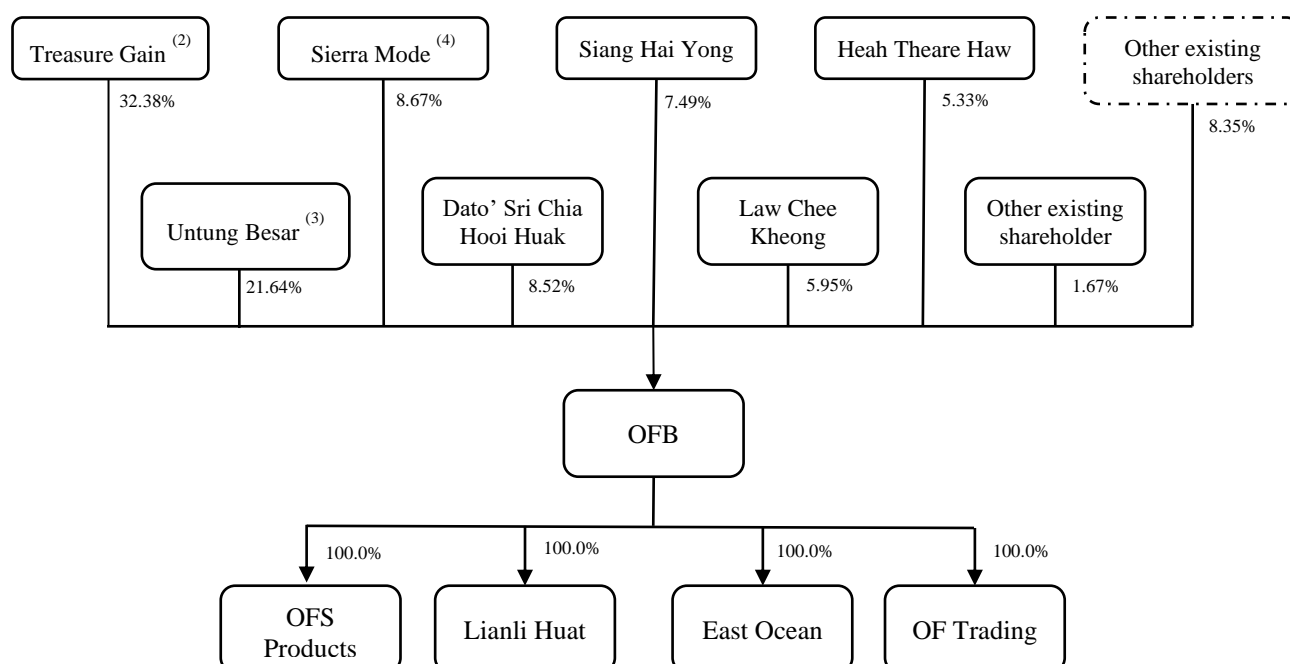 Treasure Gain (2)
Sierra Mode (4)
Siang Hai Yong
Heah Theare Haw
Other existing
shareholders
32.38%
8.67%
7.49%
5.33%
8.35%
Untung Besar (3)
Dato’ Sri Chia
Hooi Huak
Law Chee
Kheong
Other existing
shareholder
21.64%
8.52%
5.95%
1.67%
OFB
100.0%
100.0%
100.0%
100.0%
OFS
Products
Lianli Huat
East Ocean
OF Trading